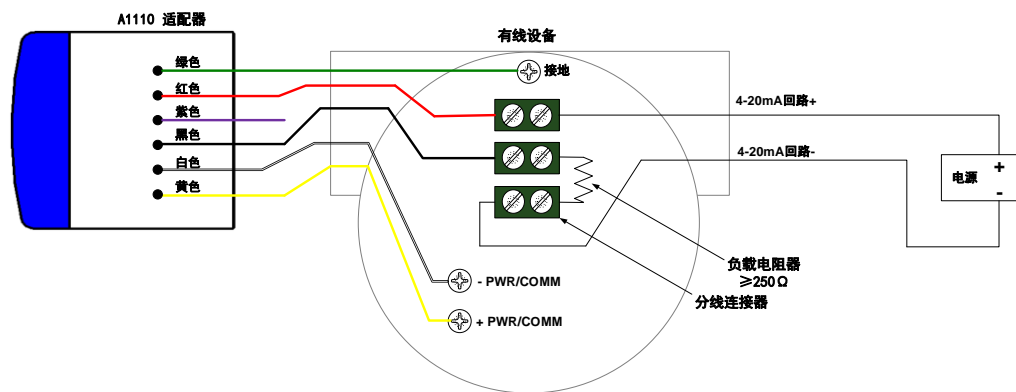 A1110 适配器
有线设备
绿色
接地
红色
4-20mA回路+
紫色
黑色
4-20mA回路-
白色
电源
+
-
黄色
负载电阻器
≥250Ω
分线连接器
- PWR/COMM
+ PWR/COMM